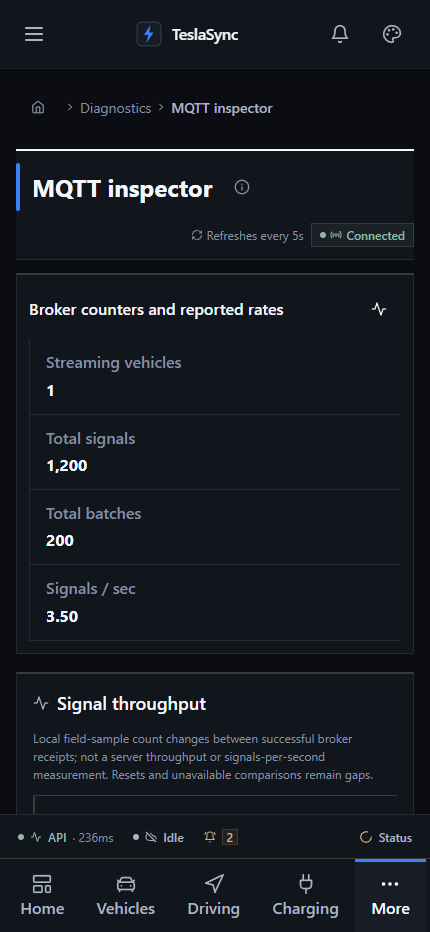 TeslaSync
Diagnostics
MQTT inspector
MQTT inspector
Refreshes every 5s
Connected
Broker counters and reported rates
Streaming vehicles
1
Total signals
1,200
Total batches
200
Signals / sec
3.50
Signal throughput
Local field-sample count changes between successful broker
receipts; not a server throughput or signals-per-second
measurement. Resets and unavailable comparisons remain gaps.
API · 236ms
Idle
2
Status
Home
Vehicles
Driving
Charging
More